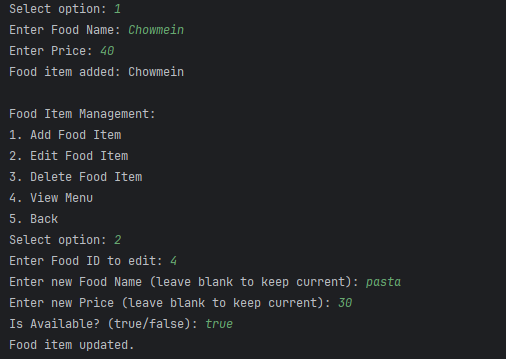 Select option: 1
Enter Food Name: Chowmein
Enter Price: 40
Food item added: Chowmein
Food Item Management:
1. Add Food Item
2. Edit Food Item
3. Delete Food Item
4. View Menu
5. Back
Select option: 2
Enter Food ID to edit: 4
Enter new Food Name (leave blank to keep current): pasta
Enter new Price (leave blank to keep current): 30
Is Available? (true/false): true
Food item updated.